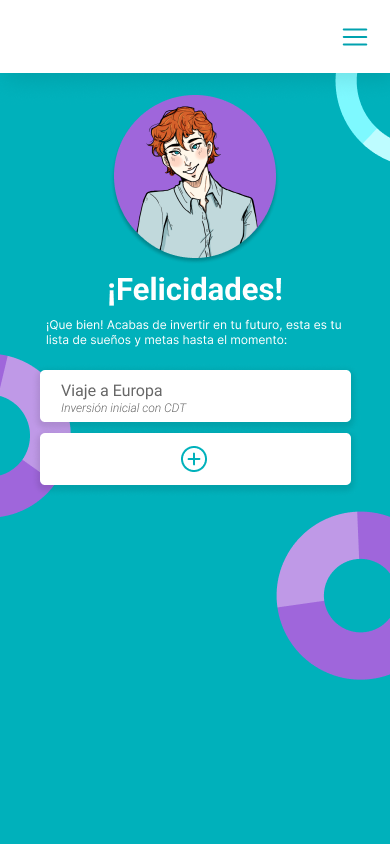 ¡Felicidades!
¡Que bien! Acabas de invertir en tu futuro, esta es tu
lista de sueños y metas hasta el momento:
Viaje a Europa
Inversión inicial con CDT